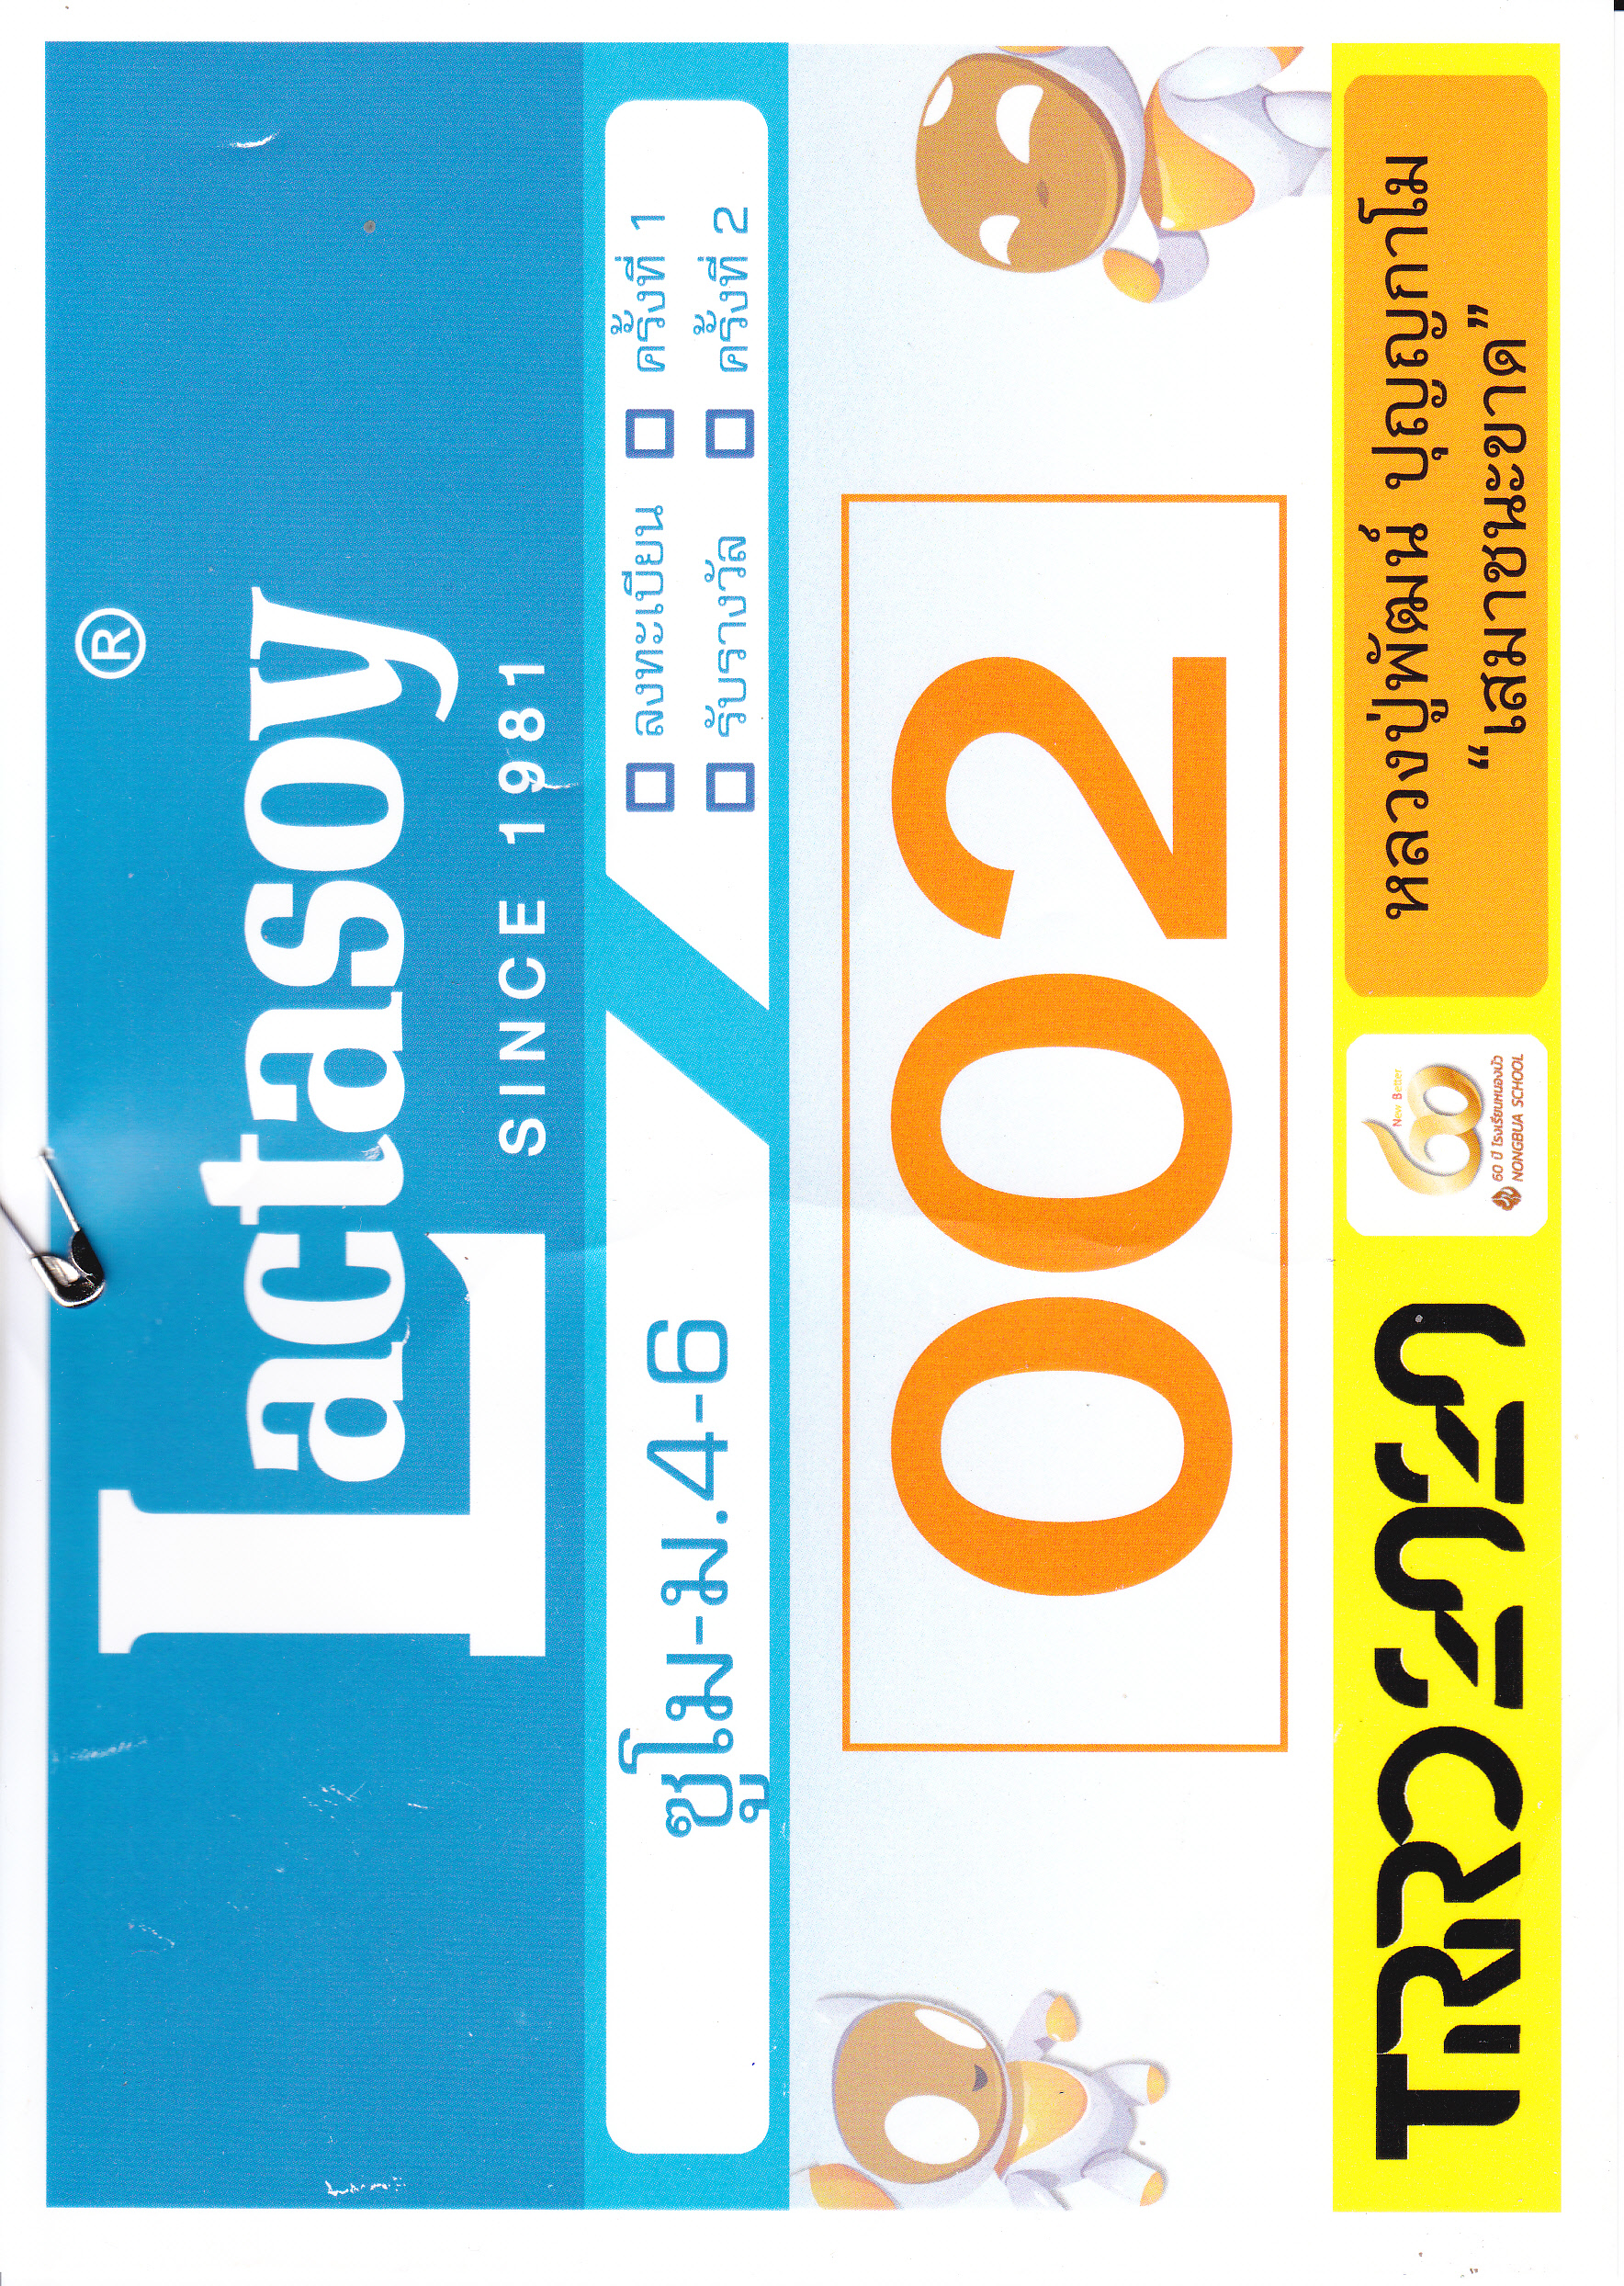 Lactasoy ®
SINCE 1981
ซูโม-ม.4-6
ลงทะเบียน ครั้งที่ 1
รับรางวัล ครั้งที่ 2
002
TRRO2020
New Better
60
60 ปี โรงเรียนหนองบัว
NONGBUA SCHOOL
หลวงปู่พัฒน์ ปุญญกาโม
“เสมาชนะขาด”